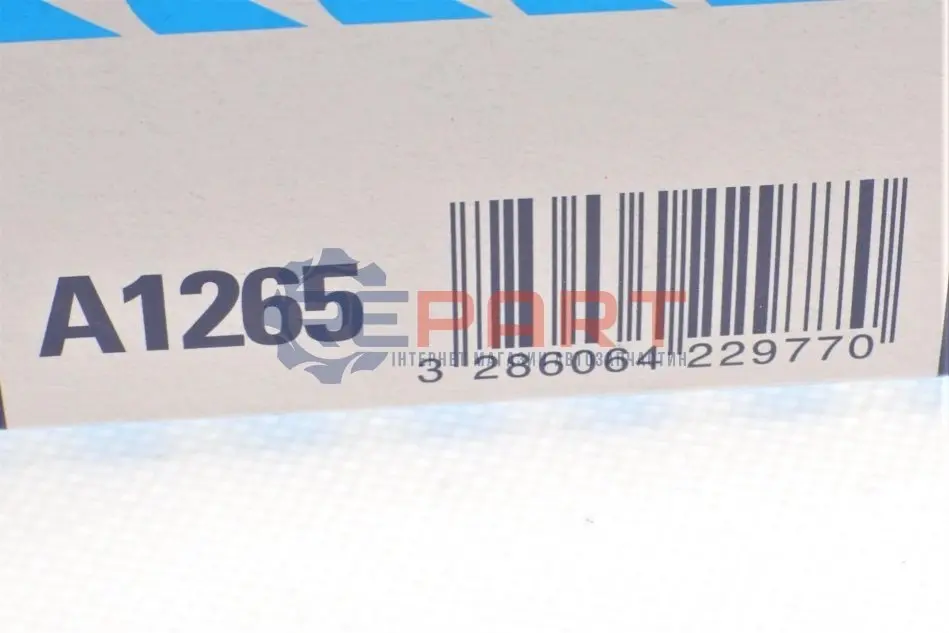 A1265
EPART
ІНТЕРНЕТ МАГАЗИН АВТОЗАПЧАСТИН
3 286064 229770